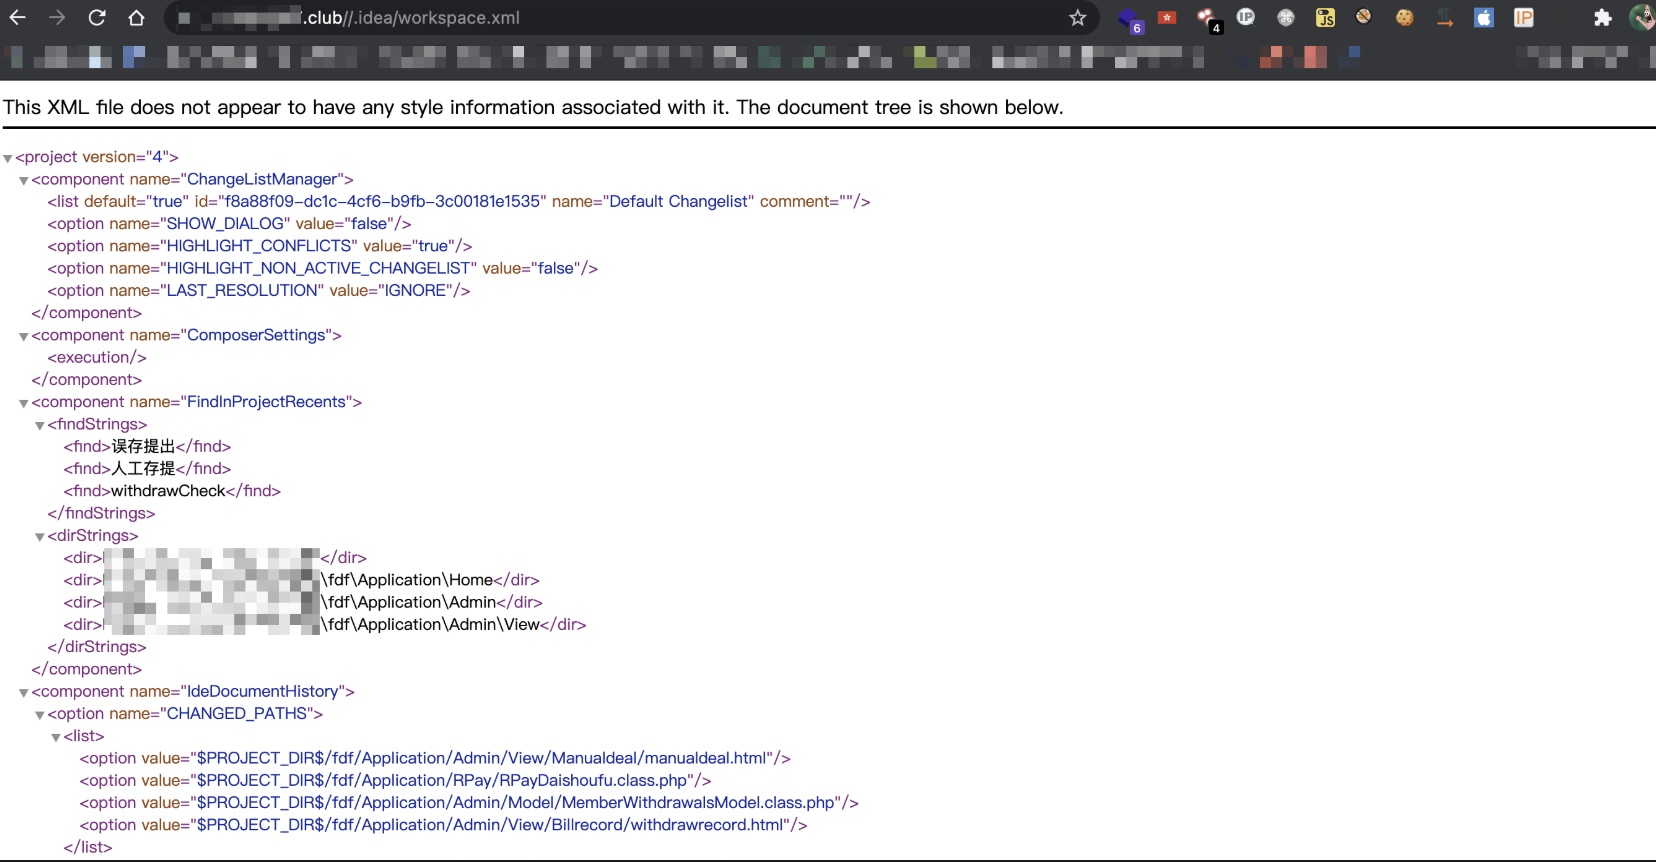 .club//.idea/workspace.xml
6
4
IP
JS
IP
This XML file does not appear to have any style information associated with it. The document tree is shown below.
▼<project version="4">
▼<component name="ChangeListManager">
<list default="true" id="f8a88f09-dc1c-4cf6-b9fb-3c00181e1535" name="Default Changelist" comment=""/>
<option name="SHOW_DIALOG" value="false"/>
<option name="HIGHLIGHT_CONFLICTS" value="true"/>
<option name="HIGHLIGHT_NON_ACTIVE_CHANGELIST" value="false"/>
<option name="LAST_RESOLUTION" value="IGNORE"/>
</component>
▼<component name="ComposerSettings">
<execution/>
</component>
▼<component name="FindInProjectRecents">
▼<findStrings>
<find>误存提出</find>
<find>人工存提</find>
<find>withdrawCheck</find>
</findStrings>
▼<dirStrings>
<dir></dir>
<dir>\fdf\Application\Home</dir>
<dir>\fdf\Application\Admin</dir>
<dir>\fdf\Application\Admin\View</dir>
</dirStrings>
</component>
▼<component name="IdeDocumentHistory">
▼<option name="CHANGED_PATHS">
▼<list>
<option value="$PROJECT_DIR$/fdf/Application/Admin/View/Manualdeal/manualdeal.html"/>
<option value="$PROJECT_DIR$/fdf/Application/RPay/RPayDaishoufu.class.php"/>
<option value="$PROJECT_DIR$/fdf/Application/Admin/Model/MemberWithdrawalsModel.class.php"/>
<option value="$PROJECT_DIR$/fdf/Application/Admin/View/Billrecord/withdrawrecord.html"/>
</list>